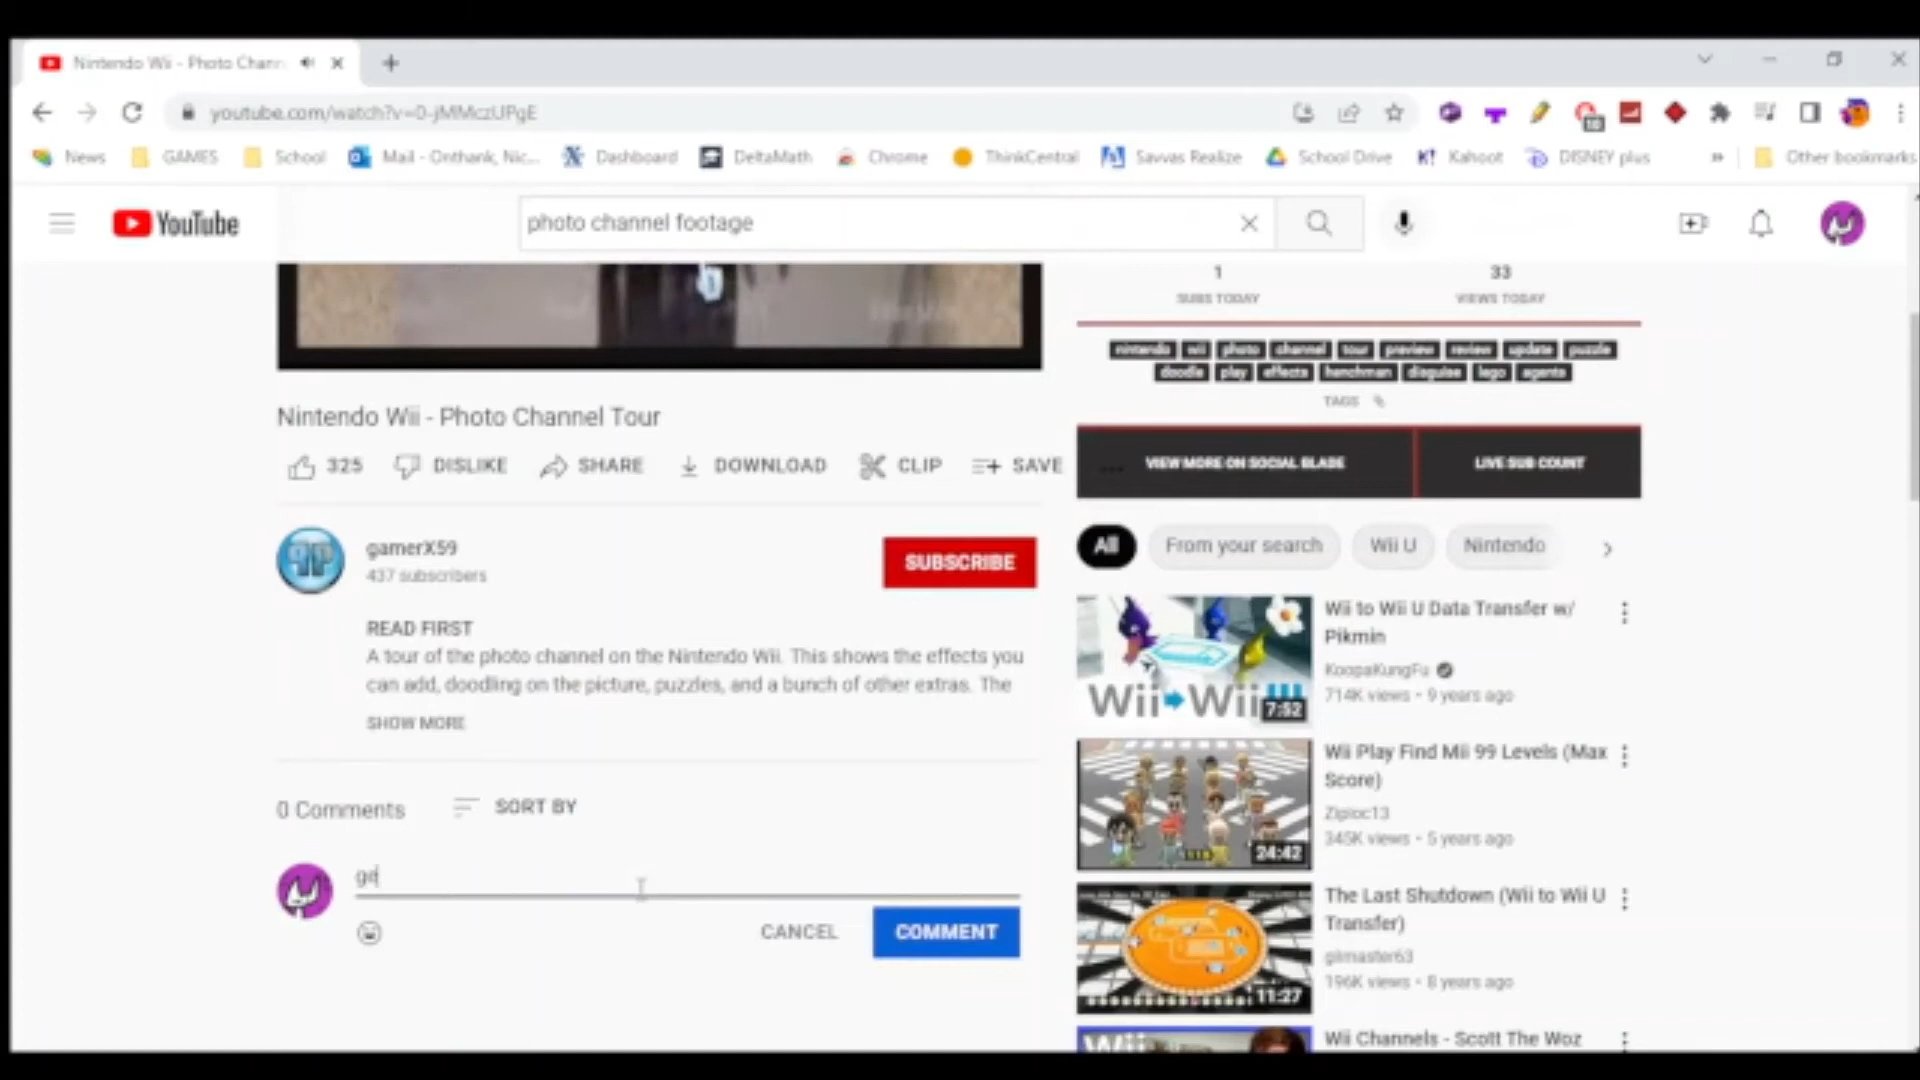 Nintendo Wii - Photo Chann
youtube.com/watch?v=0-jMMczUPgE
News GAMES School Mail - Onthank, Nic... Dashboard DeltaMath Chrome ThinkCentral Savvas Realize School Drive Kahoot DISNEY plus » Other bookmarks
YouTube
photo channel footage
1 33
SUBS TODAY VIEWS TODAY
nintendo wii photo channel tour preview review update puzzle
doodle play effects henchman disguise lego agents
TAGS
VIEW MORE ON SOCIAL BLADE LIVE SUB COUNT
Nintendo Wii - Photo Channel Tour
325 DISLIKE SHARE DOWNLOAD CLIP SAVE ...
gamerX59
437 subscribers
SUBSCRIBE
READ FIRST
A tour of the photo channel on the Nintendo Wii. This shows the effects you
can add, doodling on the picture, puzzles, and a bunch of other extras. The
SHOW MORE
0 Comments SORT BY
CANCEL COMMENT
All From your search Wii U Nintendo
Wii Wii U
7:52
Wii to Wii U Data Transfer w/
Pikmin
KoopaKungFu
714K views • 9 years ago
24:42
Wii Play Find Mii 99 Levels (Max
Score)
Zipioc13
345K views • 5 years ago
11:27
The Last Shutdown (Wii to Wii U
Transfer)
glimaster63
196K views • 8 years ago
Wii
Wii Channels - Scott The Woz